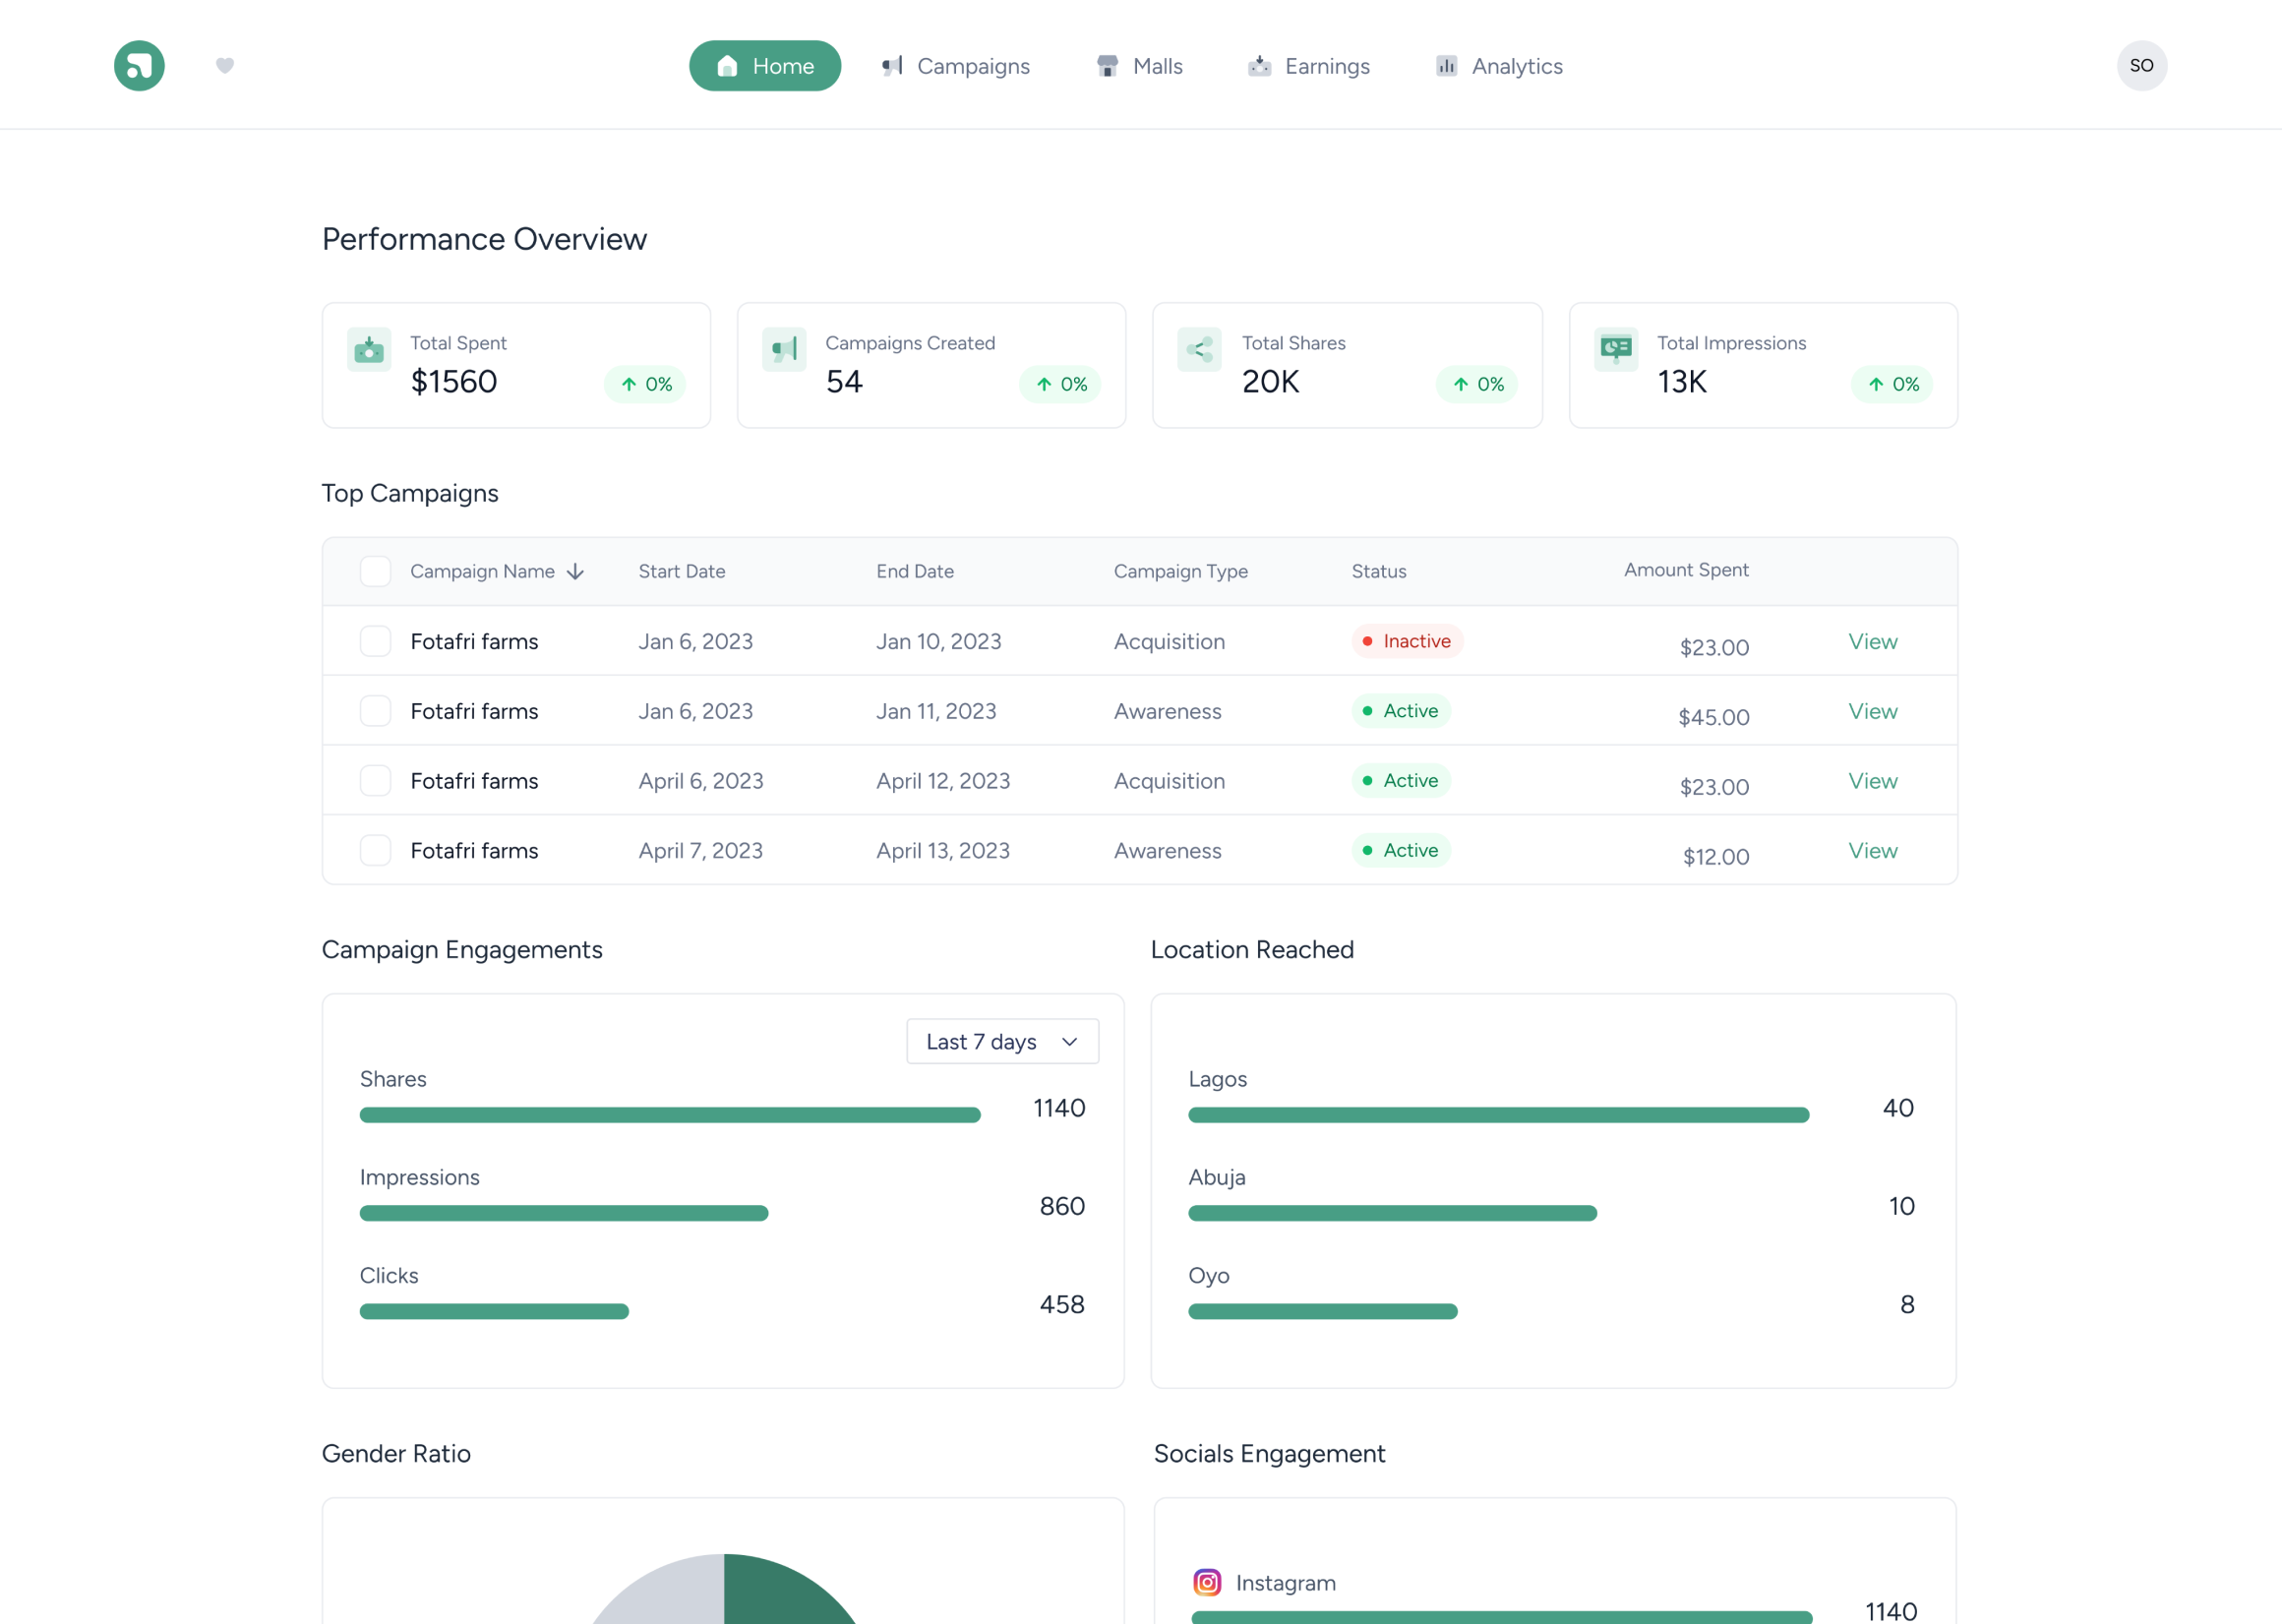 Home Campaigns Malls Earnings Analytics SO
Performance Overview
Total Spent
$1560
0%
Campaigns Created
54
0%
Total Shares
20K
0%
Total Impressions
13K
0%
Top Campaigns
Campaign Name Start Date End Date Campaign Type Status Amount Spent
Fotafri farms Jan 6, 2023 Jan 10, 2023 Acquisition Inactive $23.00 View
Fotafri farms Jan 6, 2023 Jan 11, 2023 Awareness Active $45.00 View
Fotafri farms April 6, 2023 April 12, 2023 Acquisition Active $23.00 View
Fotafri farms April 7, 2023 April 13, 2023 Awareness Active $12.00 View
Campaign Engagements
Last 7 days
Shares
1140
Impressions
860
Clicks
458
Location Reached
Lagos
40
Abuja
10
Oyo
8
Gender Ratio
Socials Engagement
Instagram
1140